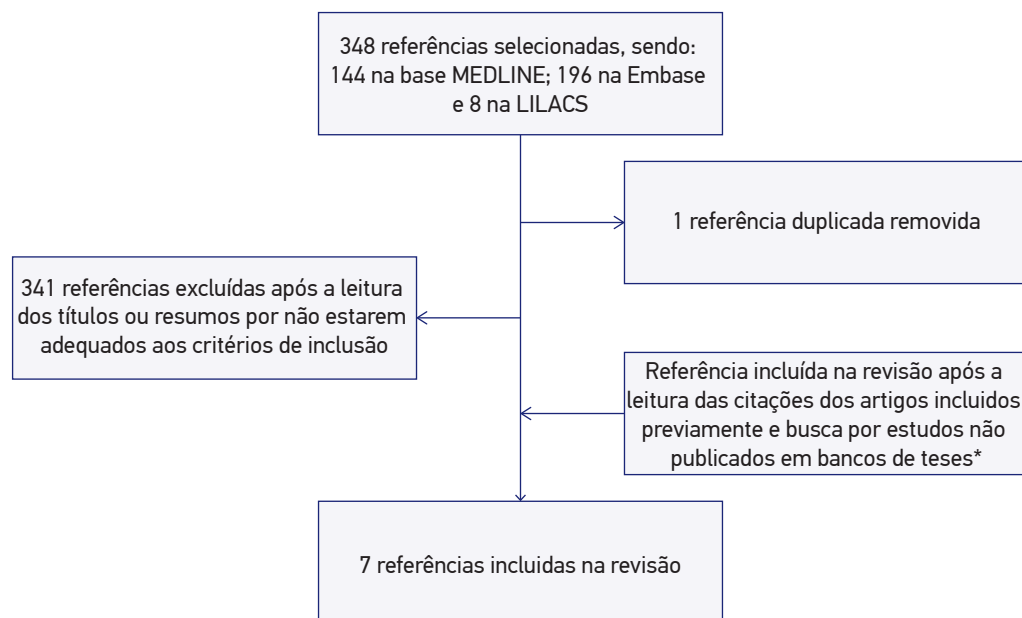 348 referências selecionadas, sendo:
144 na base MEDLINE; 196 na Embase
e 8 na LILACS
1 referência duplicada removida
341 referências excluídas após a leitura
dos títulos ou resumos por não estarem
adequados aos critérios de inclusão
Referência incluída na revisão após a
leitura das citações dos artigos incluidos
previamente e busca por estudos não
publicados em bancos de teses*
7 referências incluidas na revisão